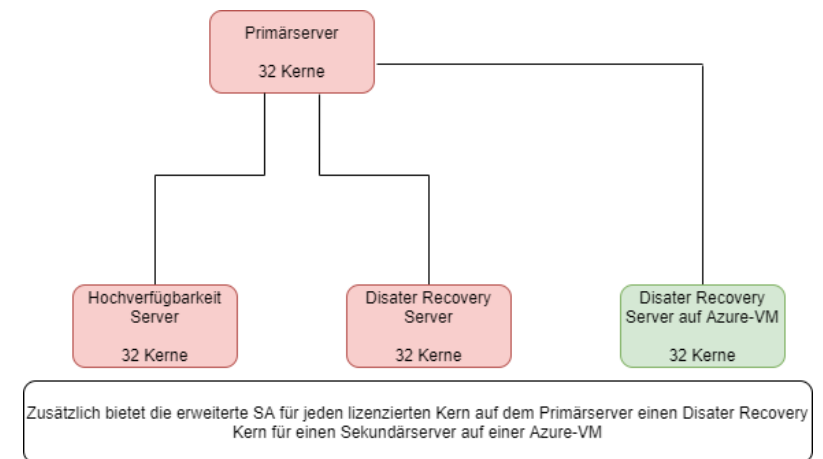 Primärserver
32 Kerne
Hochverfügbarkeit
Server
32 Kerne
Disater Recovery
Server
32 Kerne
Disater Recovery
Server auf Azure-VM
32 Kerne
Zusätzlich bietet die erweiterte SA für jeden lizenzierten Kern auf dem Primärserver einen Disater Recovery
Kern für einen Sekundärserver auf einer Azure-VM